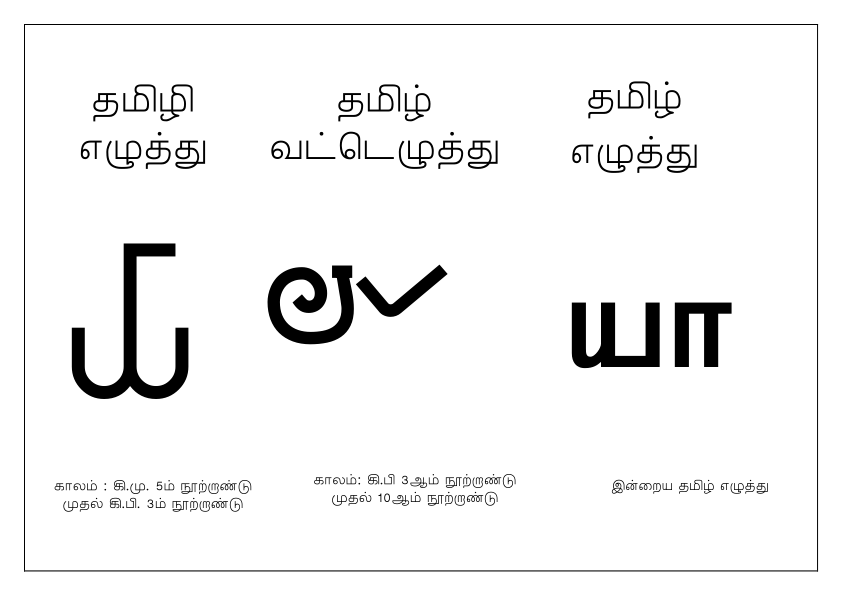 தமிழி
எழுத்து
தமிழ்
வட்டெழுத்து
தமிழ்
எழுத்து
𑀬𑀸
யா
காலம் : கி.மு. 5ம் நூற்றாண்டு
முதல் கி.பி. 3ம் நூற்றாண்டு
காலம்: கி.பி 3ஆம் நூற்றாண்டு
முதல் 10ஆம் நூற்றாண்டு
இன்றைய தமிழ் எழுத்து